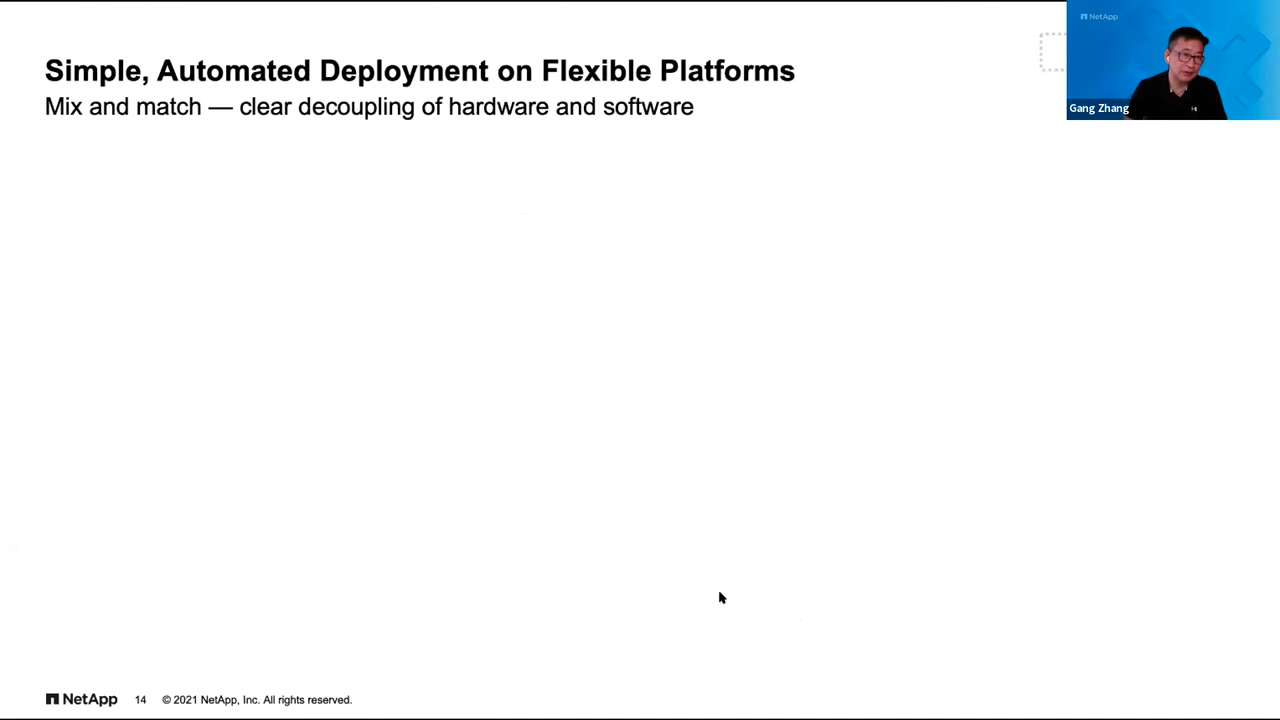 Simple, Automated Deployment on Flexible Platforms
Mix and match — clear decoupling of hardware and software
NetApp
Gang Zhang
NetApp 14 © 2021 NetApp, Inc. All rights reserved.